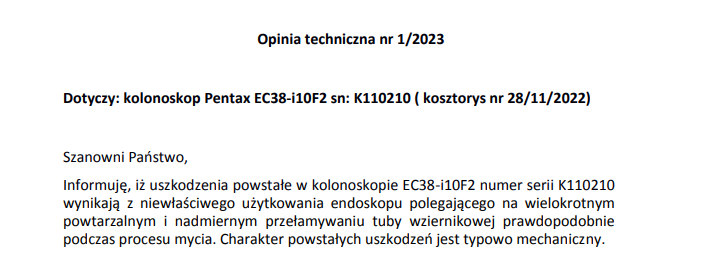 Opinia techniczna nr 1/2023
Dotyczy: kolonoskop Pentax EC38-i10F2 sn: K110210 ( kosztorys nr 28/11/2022)
Szanowni Państwo,
Informuję, iż uszkodzenia powstałe w kolonoskopie EC38-i10F2 numer serii K110210
wynikają z niewłaściwego użytkowania endoskopu polegającego na wielokrotnym
powtarzalnym i nadmiernym przełamywaniu tuby wziernikowej prawdopodobnie
podczas procesu mycia. Charakter powstałych uszkodzeń jest typowo mechaniczny.